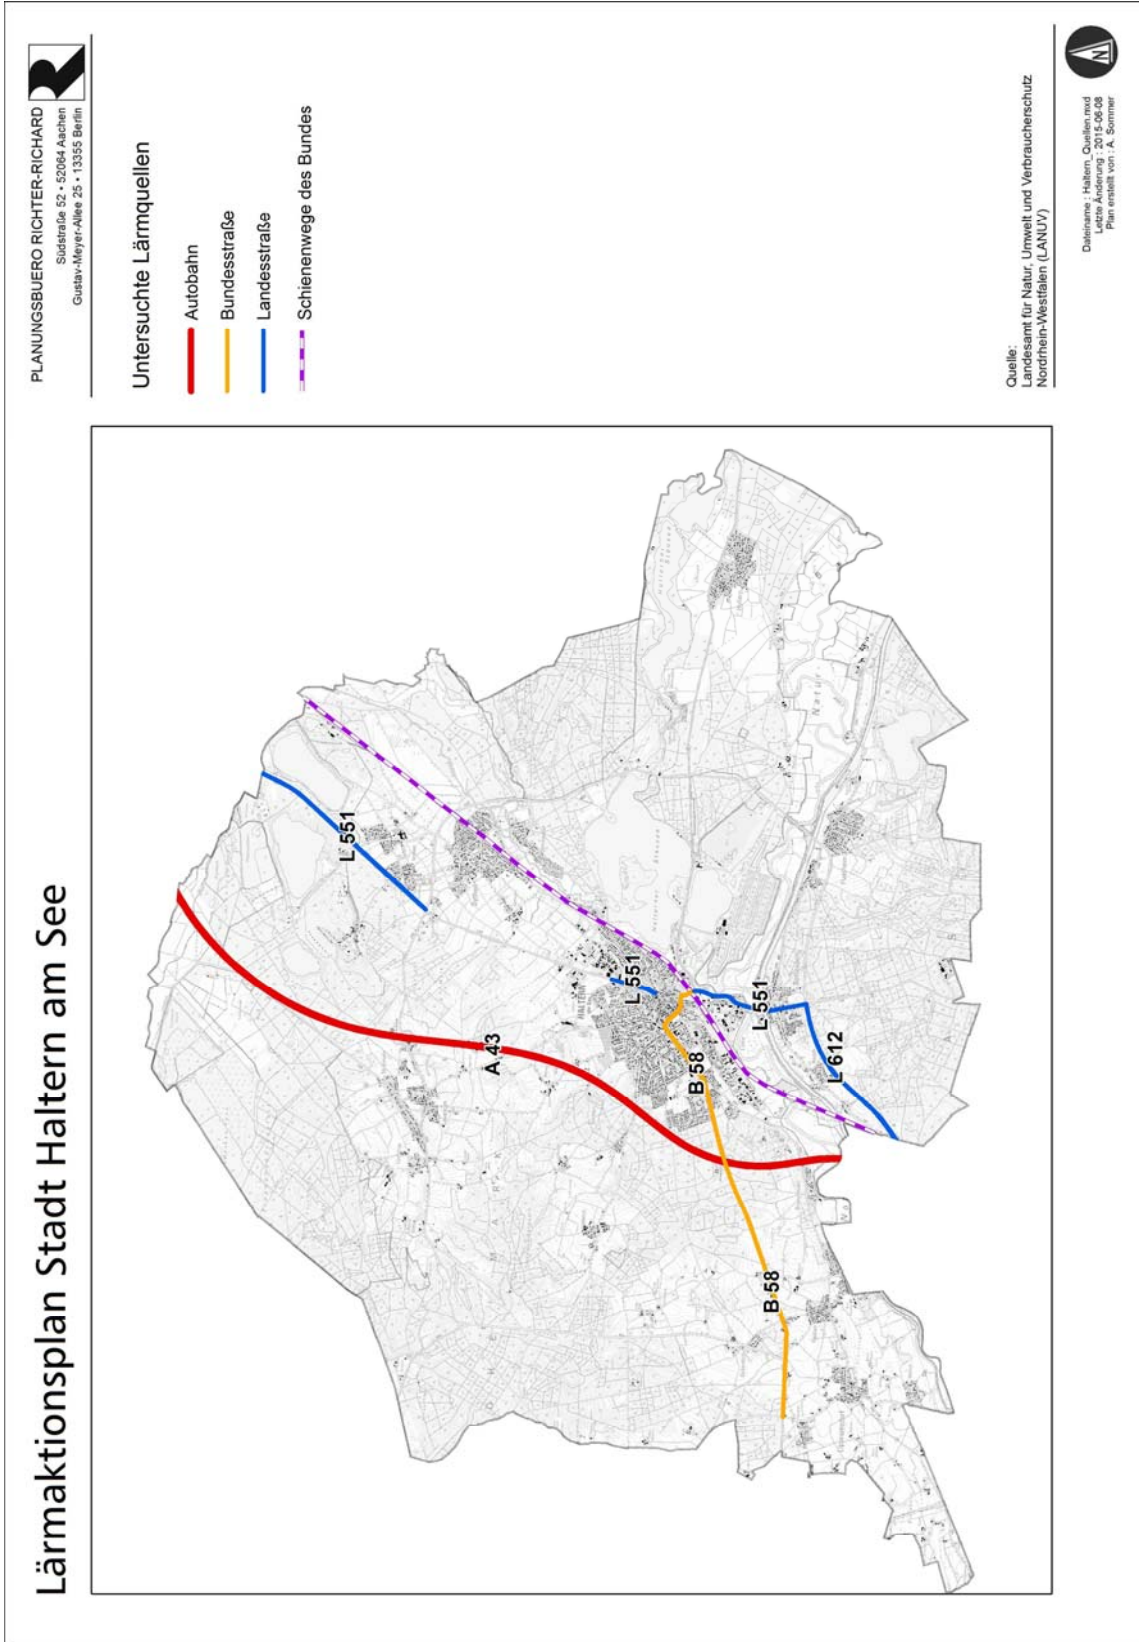 Lärmaktionsplan Stadt Haltern am See
PLANUNGSBUERO RICHTER-RICHARD
Südstraße 52 • 52064 Aachen
Gustav-Meyer-Allee 25 • 13355 Berlin
Untersuchte Lärmquellen
Autobahn
Bundesstraße
Landesstraße
Schienenwege des Bundes
L 551
A 43
L 551
HALTERN
B 58
L 551
L 612
B 58
Natur
Quelle:
Landesamt für Natur, Umwelt und Verbraucherschutz
Nordrhein-Westfalen (LANUV)
N
Dateiname : Haltern_Quellen.mxd
Letzte Änderung : 2015-06-08
Plan erstellt von : A. Sommer